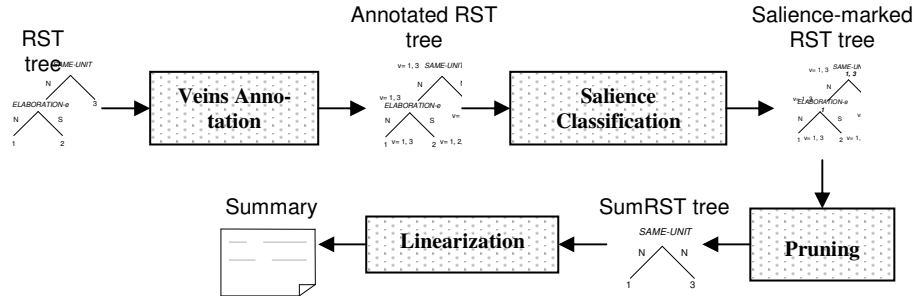 RST
tree
SAME-UNIT
N
3
ELABORATION-e
N S
1 2
Veins Anno-
tation
Annotated RST
tree
v= 1, 3 SAME-UNIT
N
v= 1, 3
ELABORATION-e
N S
v=
1 v= 1, 3 2 v= 1, 2,
Salience
Classification
Salience-marked
RST tree
v= 1, 3
1, 3
N
ELABORATION-e
1
N S
1 v= 1, 3 2 v= 1,
Summary
Linearization
SumRST tree
SAME-UNIT
N N
1 3
Pruning